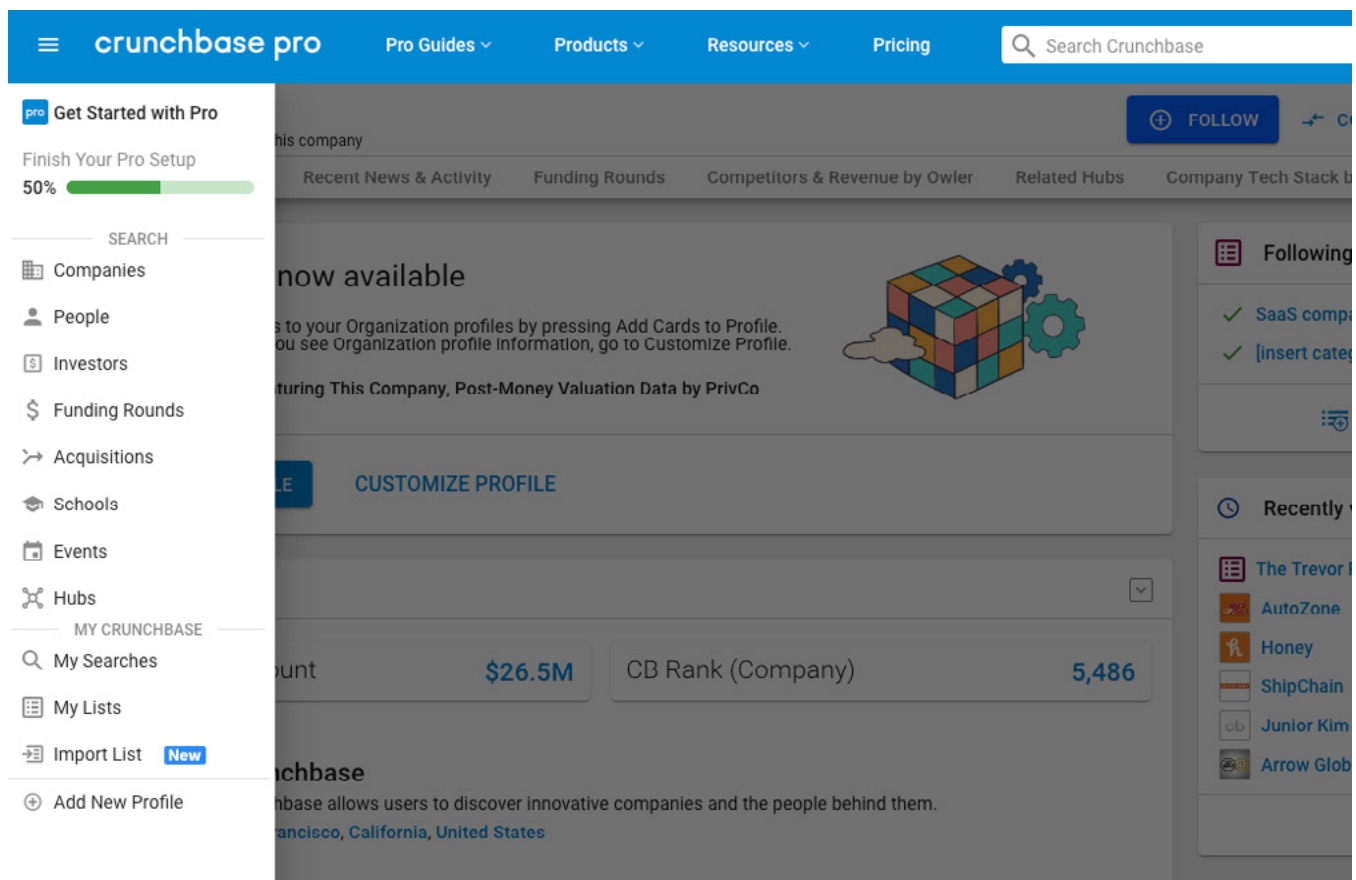 crunchbase pro
Pro Guides
Products
Resources
Pricing
Search Crunchbase
pro Get Started with Pro
Finish Your Pro Setup
50%
SEARCH
Companies
People
Investors
Funding Rounds
Acquisitions
Schools
Events
Hubs
MY CRUNCHBASE
My Searches
My Lists
Import List New
Add New Profile
his company
FOLLOW
Recent News & Activity
Funding Rounds
Competitors & Revenue by Owler
Related Hubs
Company Tech Stack b
now available
s to your Organization profiles by pressing Add Cards to Profile.
ou see Organization profile information, go to Customize Profile.
turing This Company, Post-Money Valuation Data by PrivCo
LE
CUSTOMIZE PROFILE
ount
$26.5M
CB Rank (Company)
5,486
nchbase
hbase allows users to discover innovative companies and the people behind them.
ancisco, California, United States
Following
SaaS compa
[insert categ
Recently v
The Trevor P
AutoZone
Honey
ShipChain
cb Junior Kim
Arrow Glob